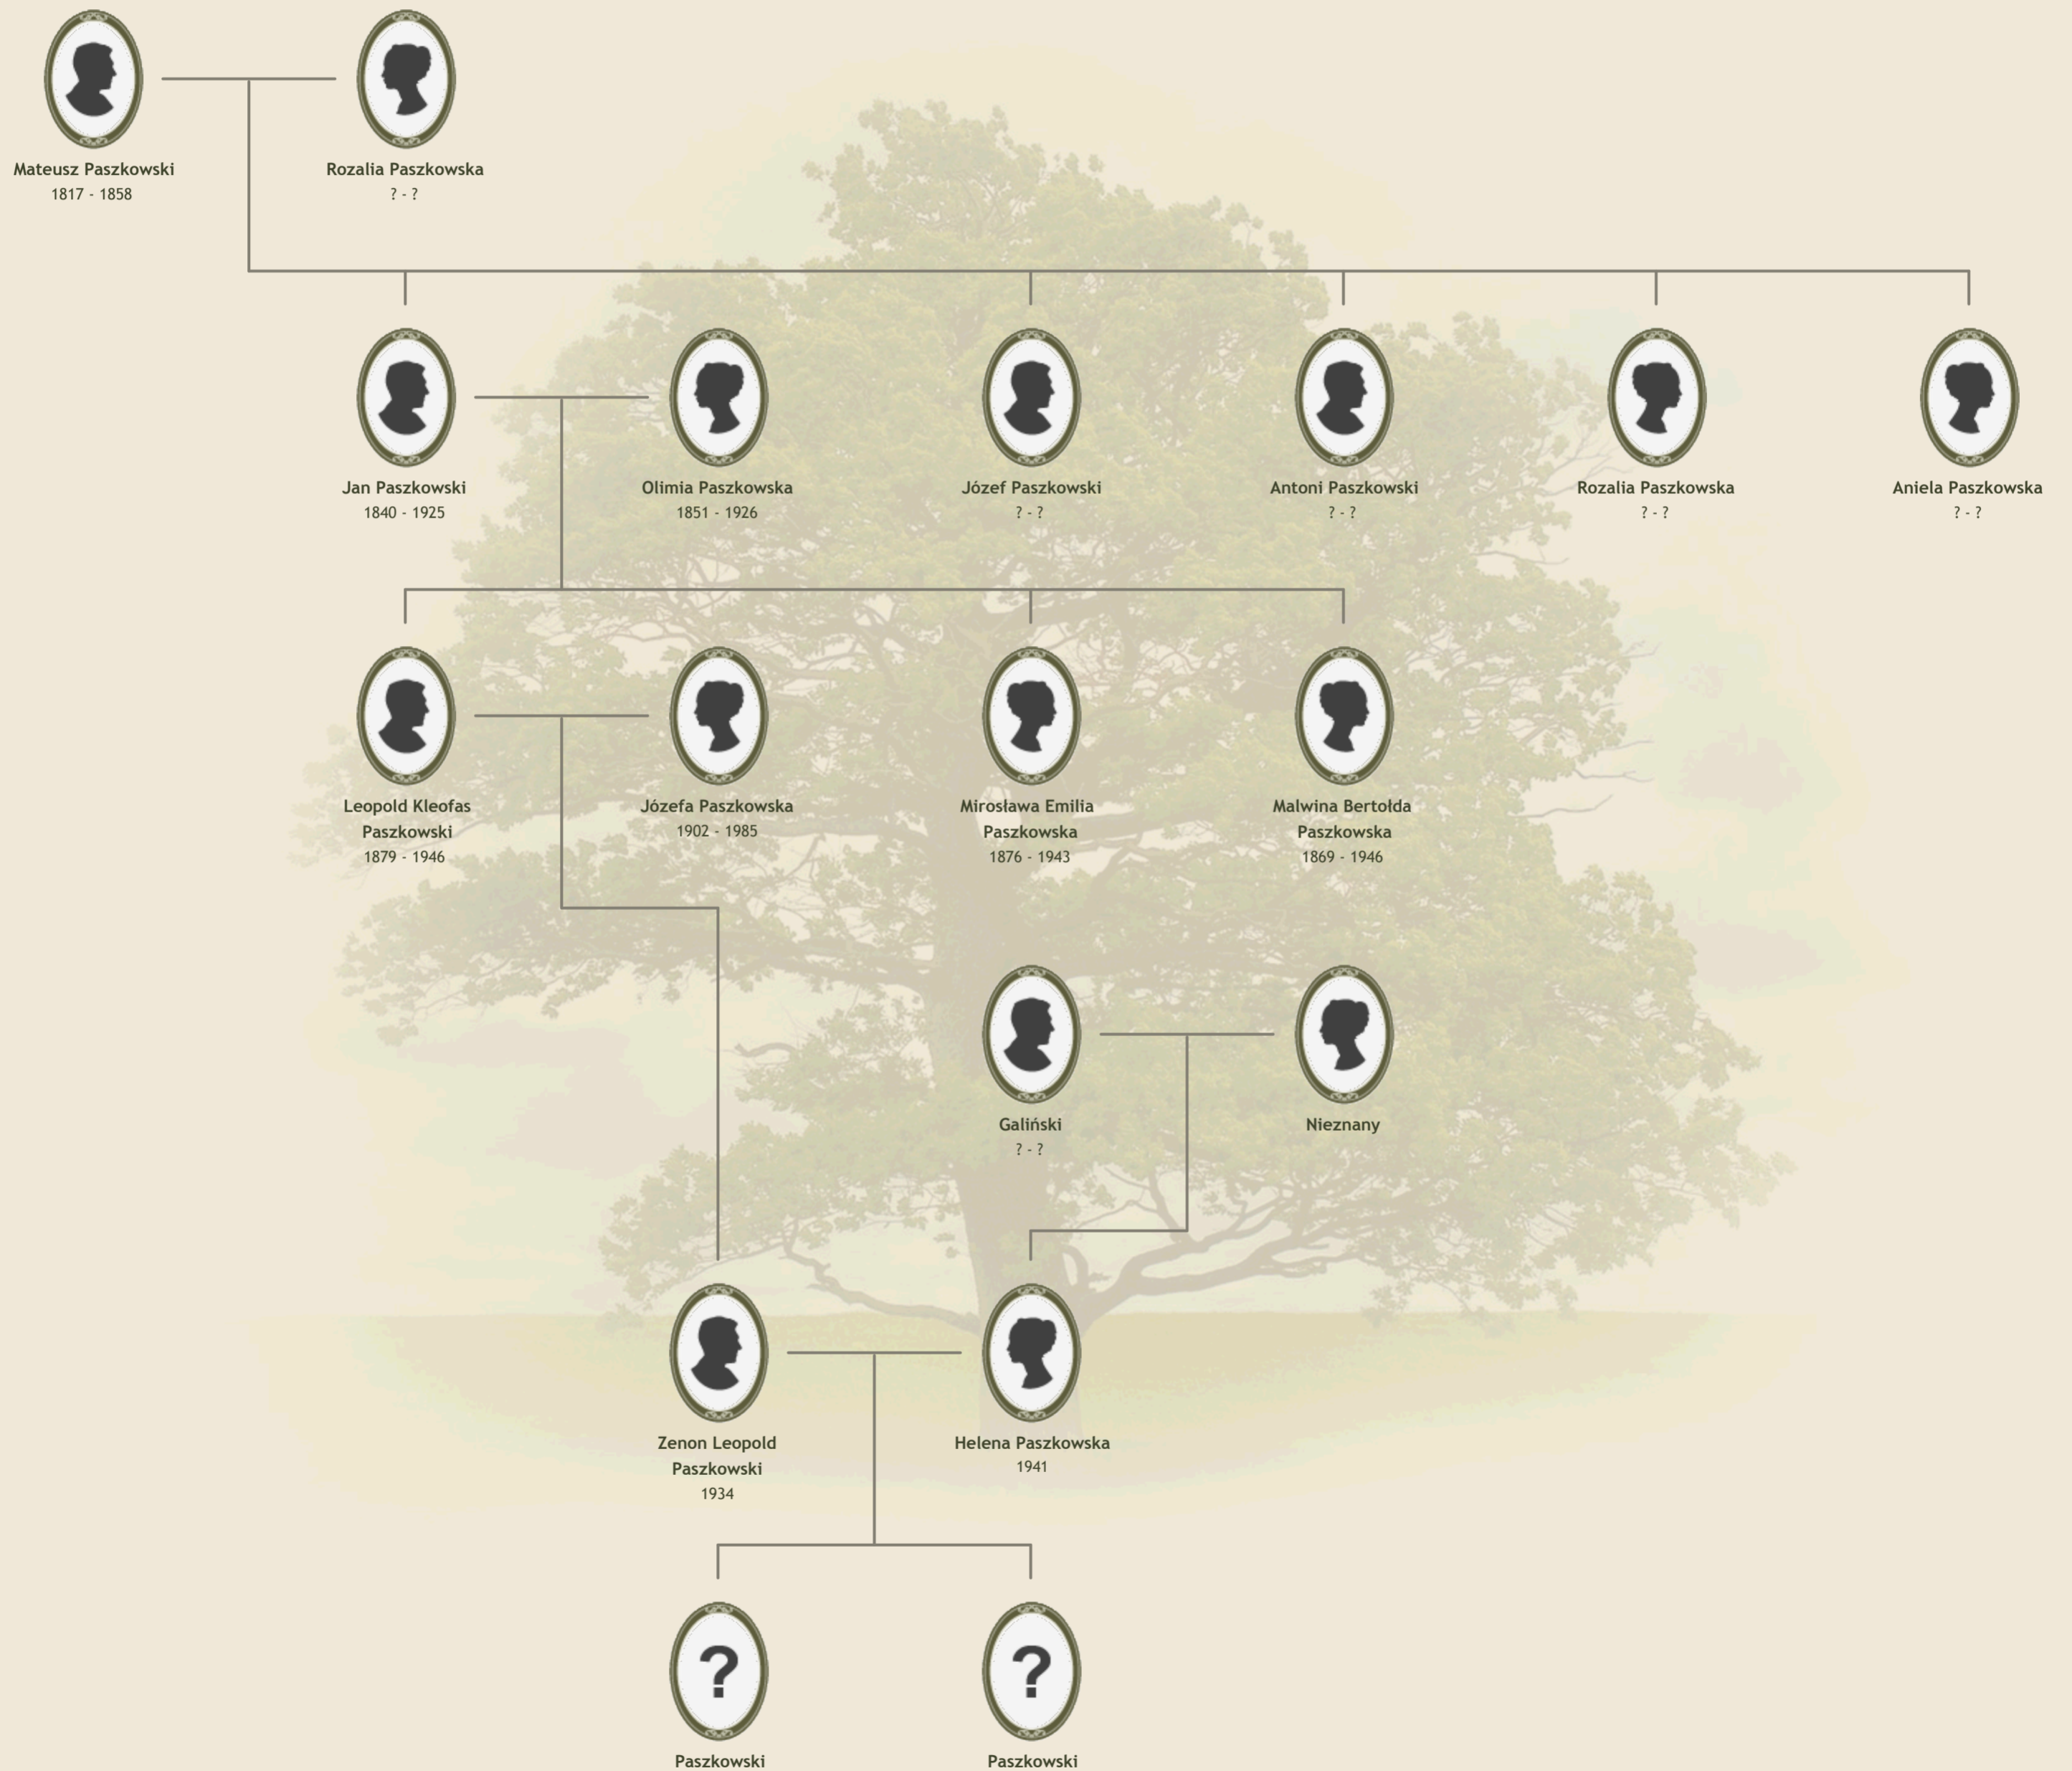 Mateusz Paszkowski
1817 - 1858
Rozalia Paszkowska
? - ?
Jan Paszkowski
1840 - 1925
Olimia Paszkowska
1851 - 1926
Józef Paszkowski
? - ?
Antoni Paszkowski
? - ?
Rozalia Paszkowska
? - ?
Aniela Paszkowska
? - ?
Leopold Kleofas
Paszkowski
1879 - 1946
Józefa Paszkowska
1902 - 1985
Mirosława Emilia
Paszkowska
1876 - 1943
Malwina Bertołda
Paszkowska
1869 - 1946
Galiński
? - ?
Nieznany
Zenon Leopold
Paszkowski
1934
Helena Paszkowska
1941
?
Paszkowski
?
Paszkowski